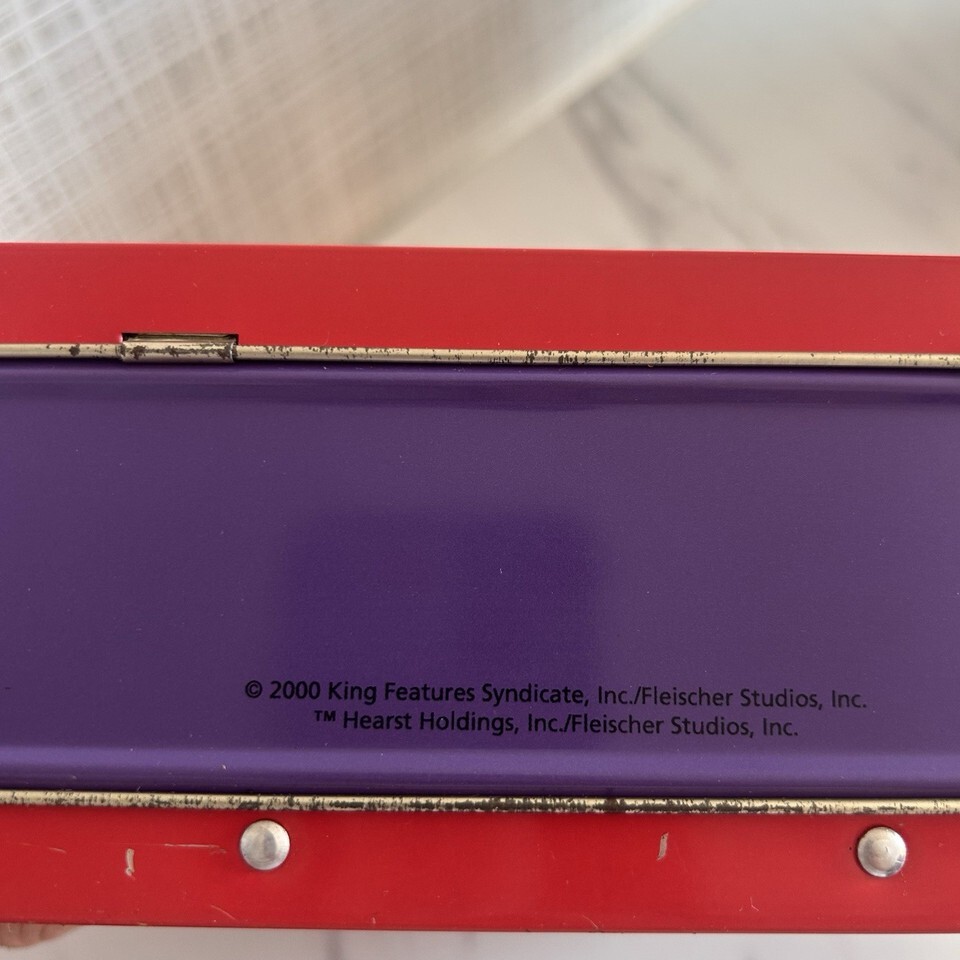 © 2000 King Features Syndicate, Inc./Fleischer Studios, Inc.
™ Hearst Holdings, Inc./Fleischer Studios, Inc.